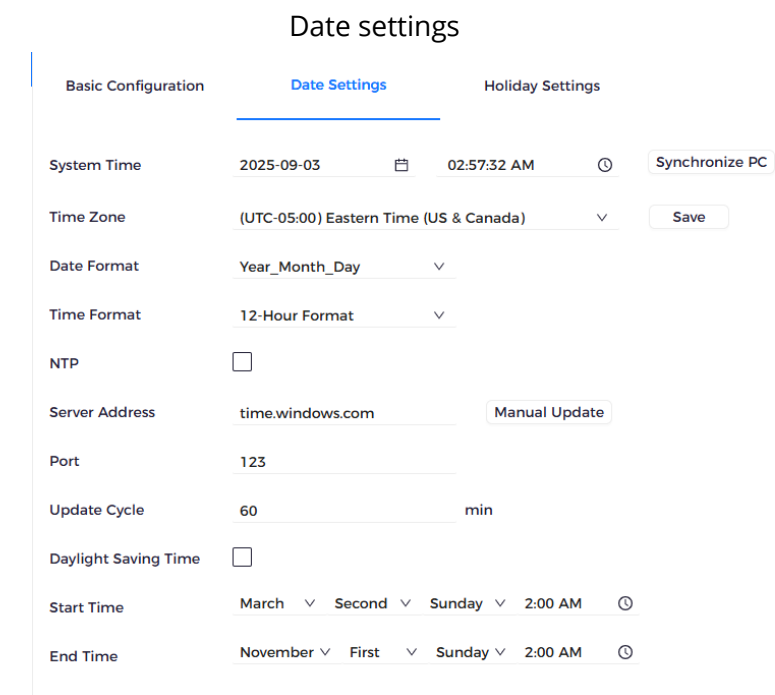 Date settings
Basic Configuration Date Settings Holiday Settings
System Time 2025-09-03 02:57:32 AM Synchronize PC
Time Zone (UTC-05:00) Eastern Time (US & Canada) Save
Date Format Year_Month_Day
Time Format 12-Hour Format
NTP
Server Address time.windows.com Manual Update
Port 123
Update Cycle 60 min
Daylight Saving Time
Start Time March Second Sunday 2:00 AM
End Time November First Sunday 2:00 AM